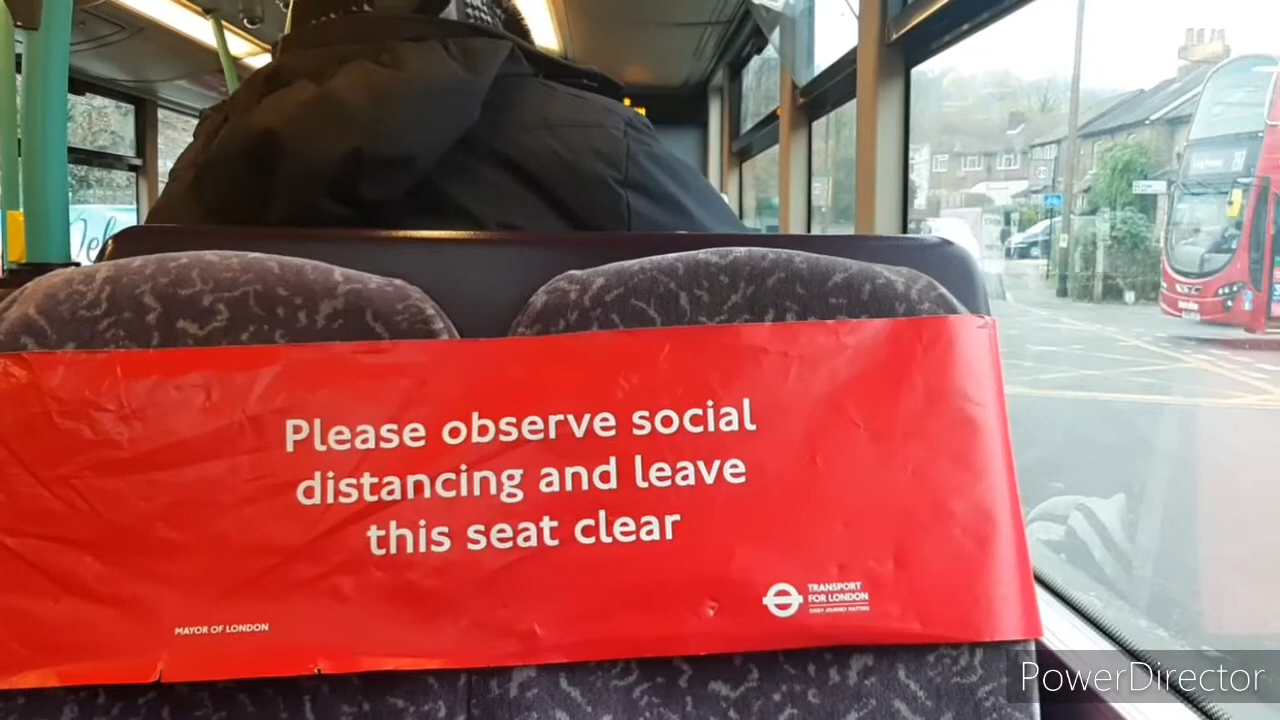 Please observe social
distancing and leave
this seat clear
TRANSPORT
FOR LONDON
EVERY JOURNEY MATTERS
MAYOR OF LONDON
PowerDirector